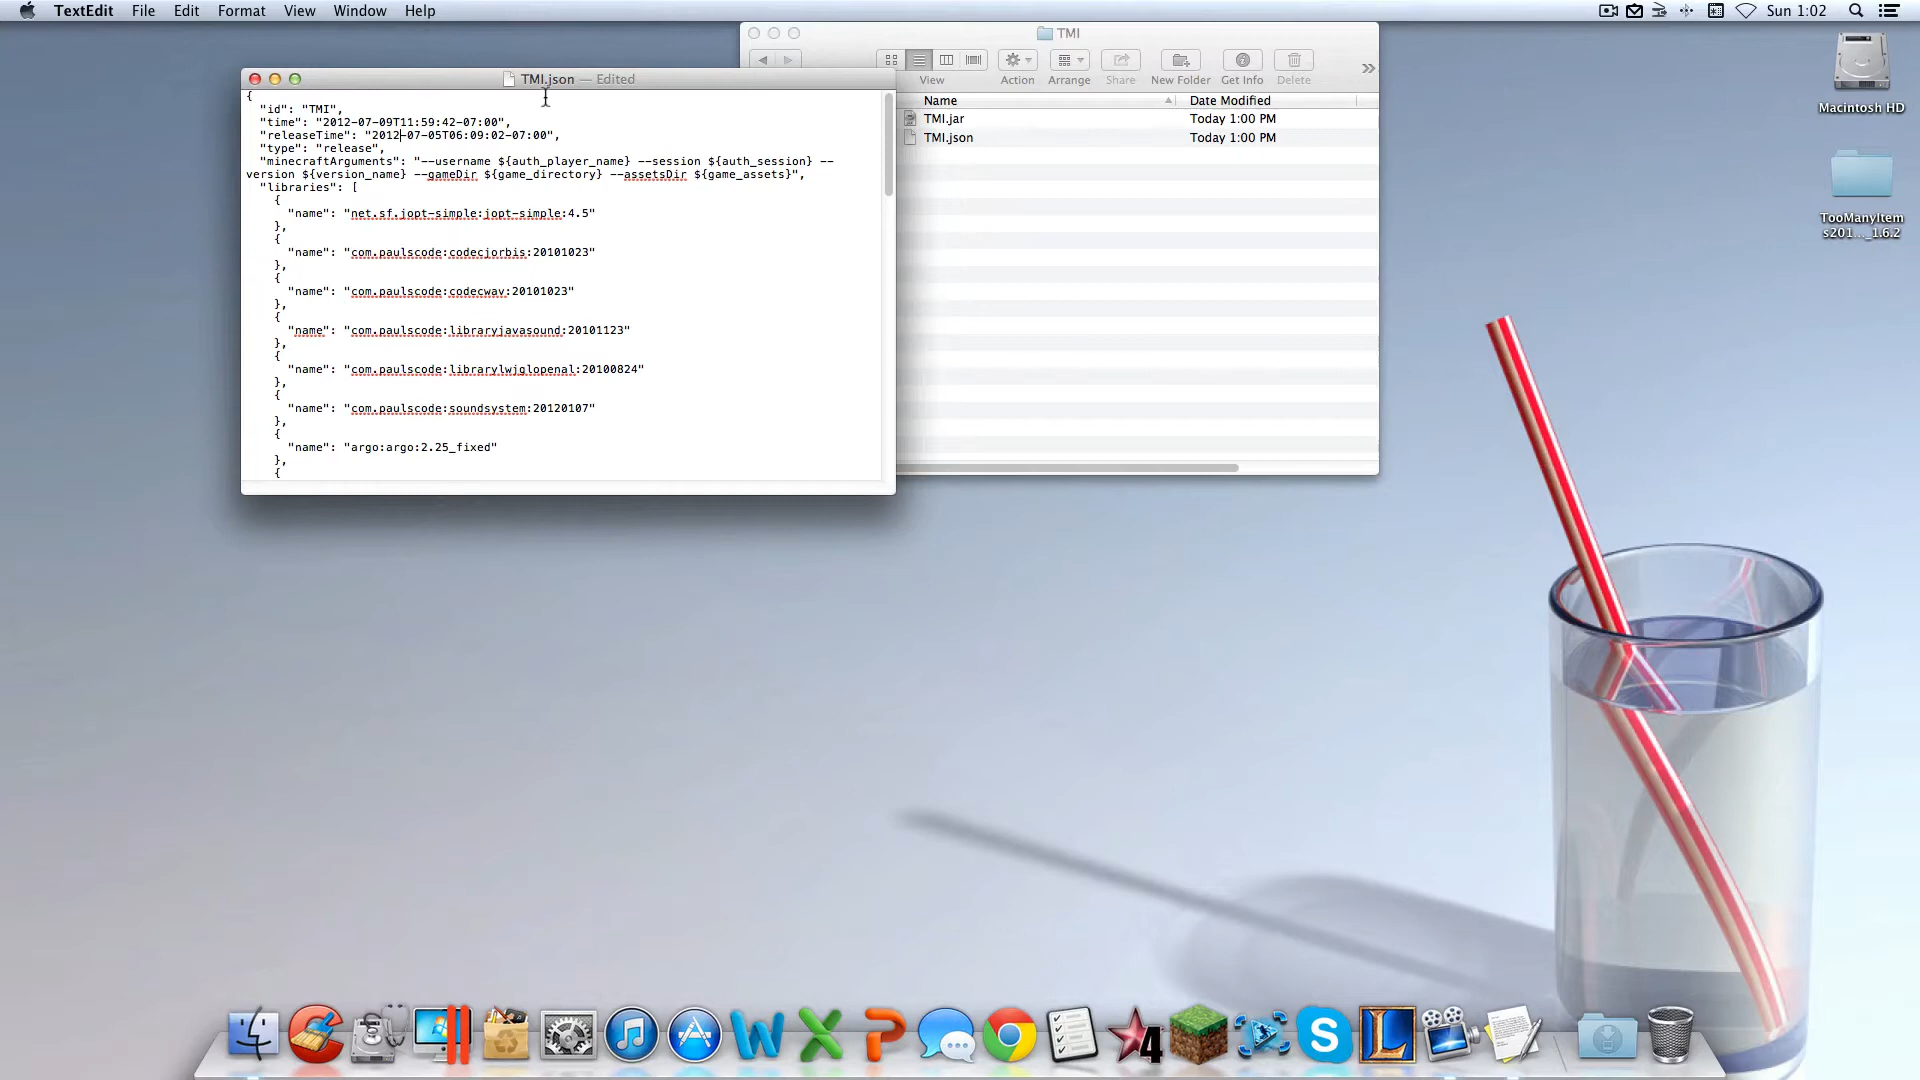 TextEdit File Edit Format View Window Help Sun 1:02
TMI
View Action Arrange Share New Folder Get Info Delete
Name Date Modified
TMI.jar Today 1:00 PM
TMI.json Today 1:00 PM
TMI.json — Edited
{
"id": "TMI",
"time": "2012-07-09T11:59:42-07:00",
"releaseTime": "2012-07-05T06:09:02-07:00",
"type": "release",
"minecraftArguments": "--username ${auth_player_name} --session ${auth_session} --
version ${version_name} --gameDir ${game_directory} --assetsDir ${game_assets}",
"libraries": [
{
"name": "net.sf.jopt-simple:jopt-simple:4.5"
},
{
"name": "com.paulscode:codecjorbis:20101023"
},
{
"name": "com.paulscode:codecwav:20101023"
},
{
"name": "com.paulscode:libraryjavasound:20101123"
},
{
"name": "com.paulscode:librarylwjglopenal:20100824"
},
{
"name": "com.paulscode:soundsystem:20120107"
},
{
"name": "argo:argo:2.25_fixed"
},
{
Macintosh HD
TooManyItem
s201..._1.6.2
W X P 4 S L